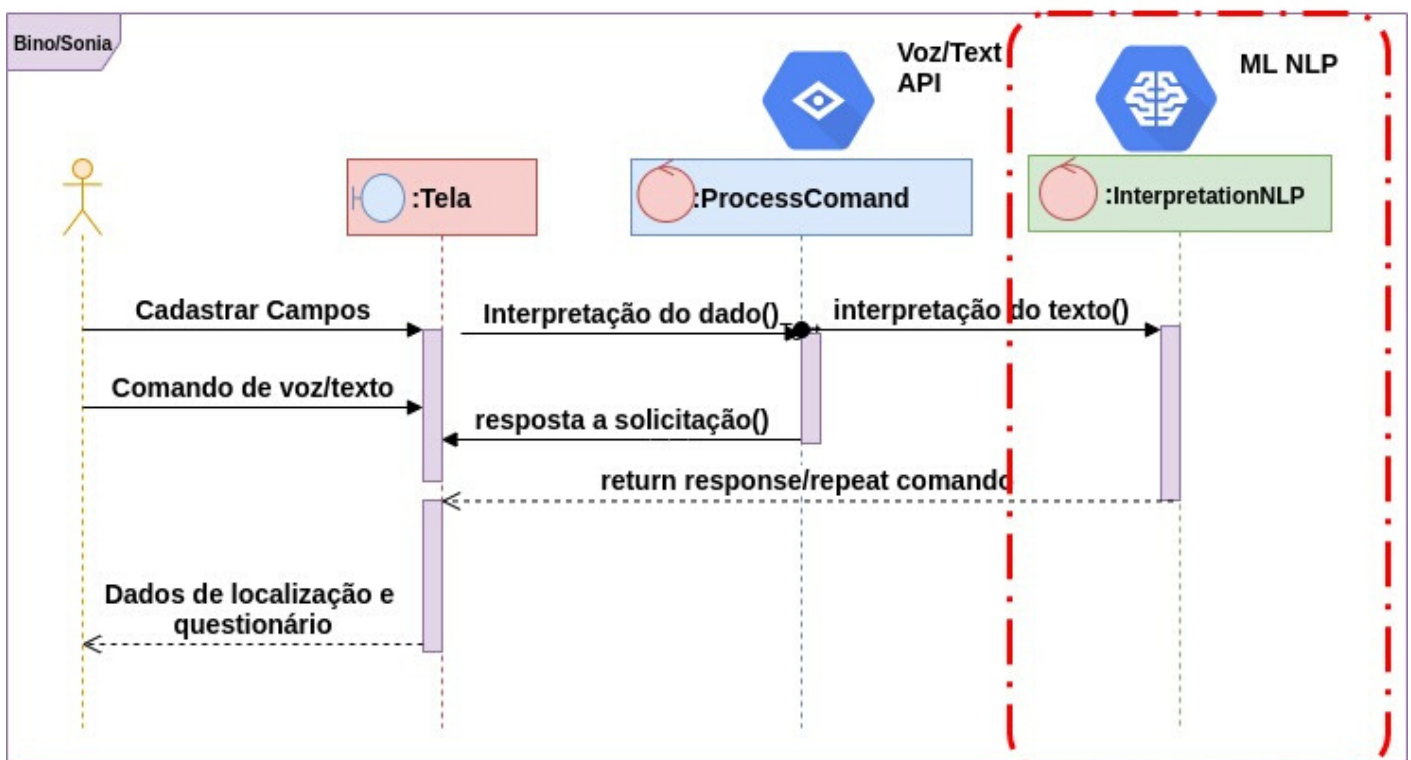 Bino/Sonia
Voz/Text
API
ML NLP
:Tela
:ProcessComand
:InterpretationNLP
Cadastrar Campos
Interpretação do dado()
interpretação do texto()
Comando de voz/texto
resposta a solicitação()
return response/repeat comando
Dados de localização e
questionário